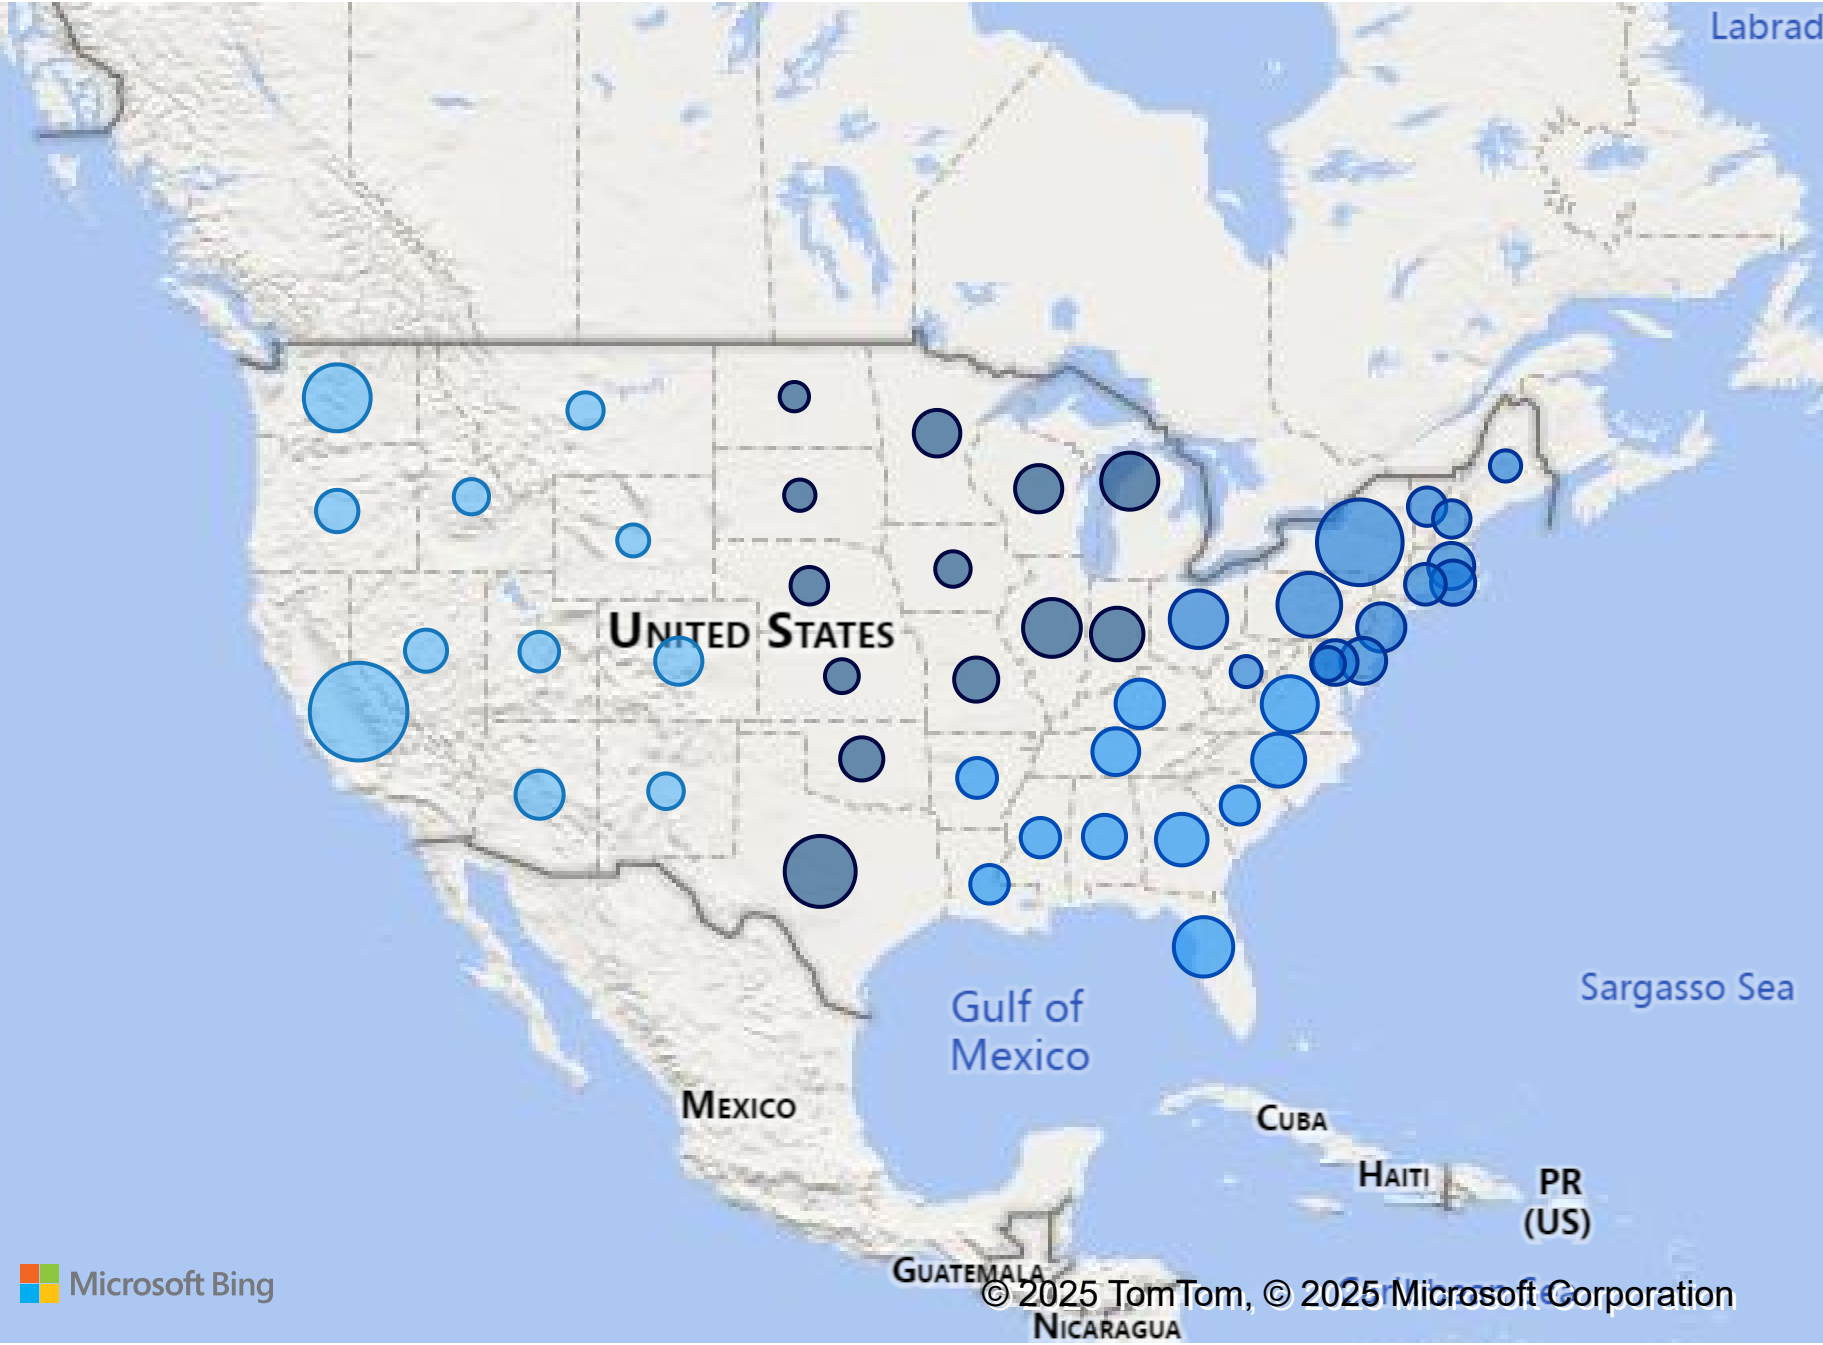 Labrad
UNITED STATES
Gulf of
Mexico
Sargasso Sea
MEXICO
CUBA
HAITI
PR
(US)
GUATEMALA
Microsoft Bing
© 2025 TomTom, © 2025 Microsoft Corporation
NICARAGUA